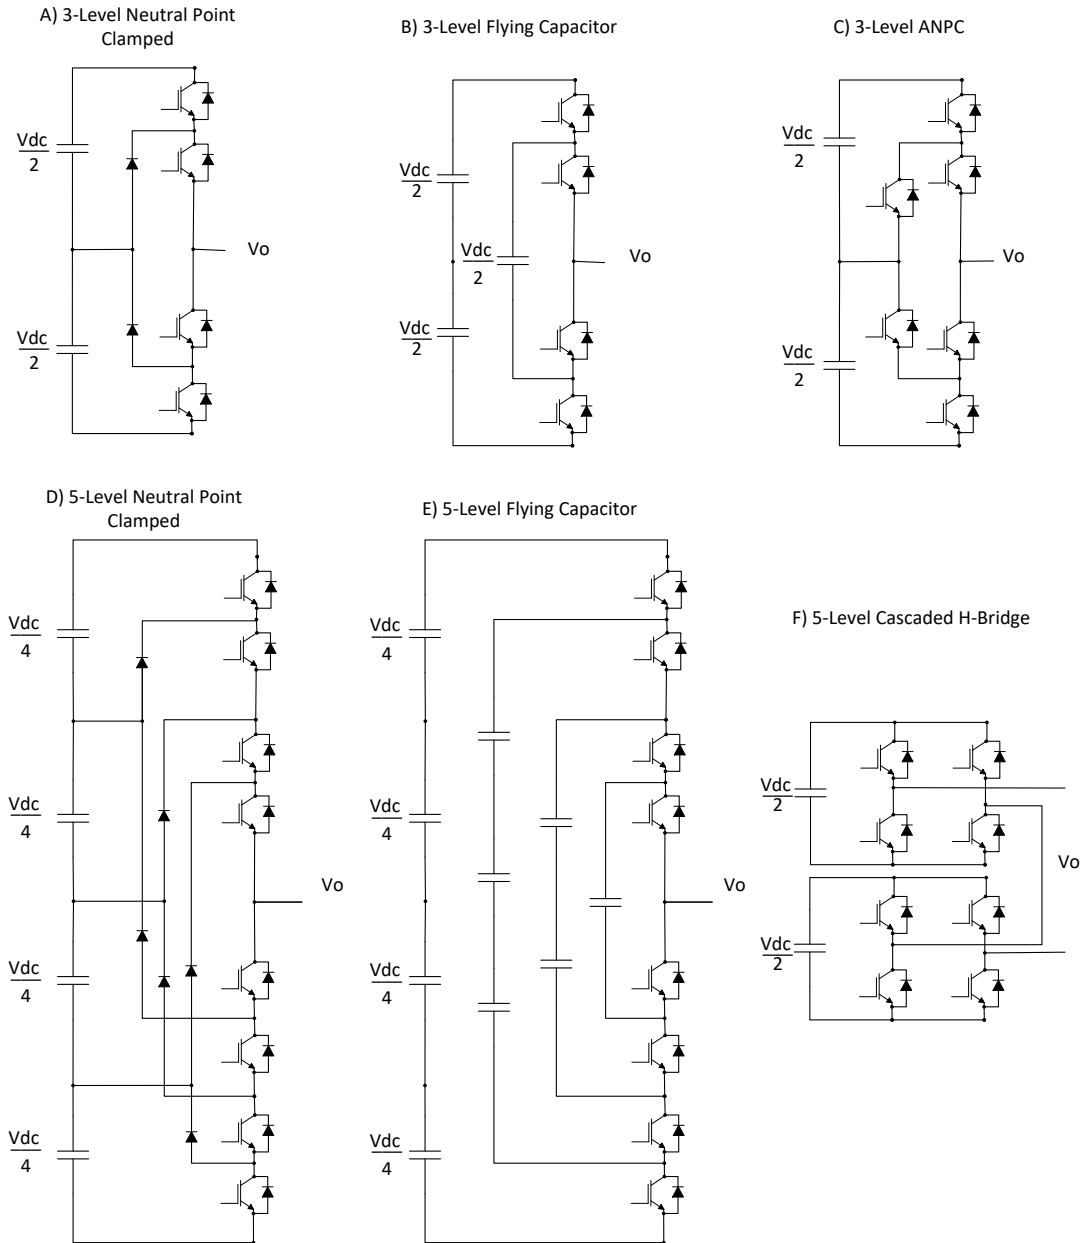 A) 3-Level Neutral Point
Clamped
B) 3-Level Flying Capacitor
C) 3-Level ANPC
Vdc
2
Vdc
2
Vo
Vdc
2
Vdc
2
Vdc
2
Vo
Vdc
2
Vdc
2
Vo
D) 5-Level Neutral Point
Clamped
E) 5-Level Flying Capacitor
F) 5-Level Cascaded H-Bridge
Vdc
4
Vdc
4
Vdc
4
Vdc
4
Vo
Vdc
4
Vdc
4
Vdc
4
Vdc
4
Vo
Vdc
2
Vdc
2
Vo